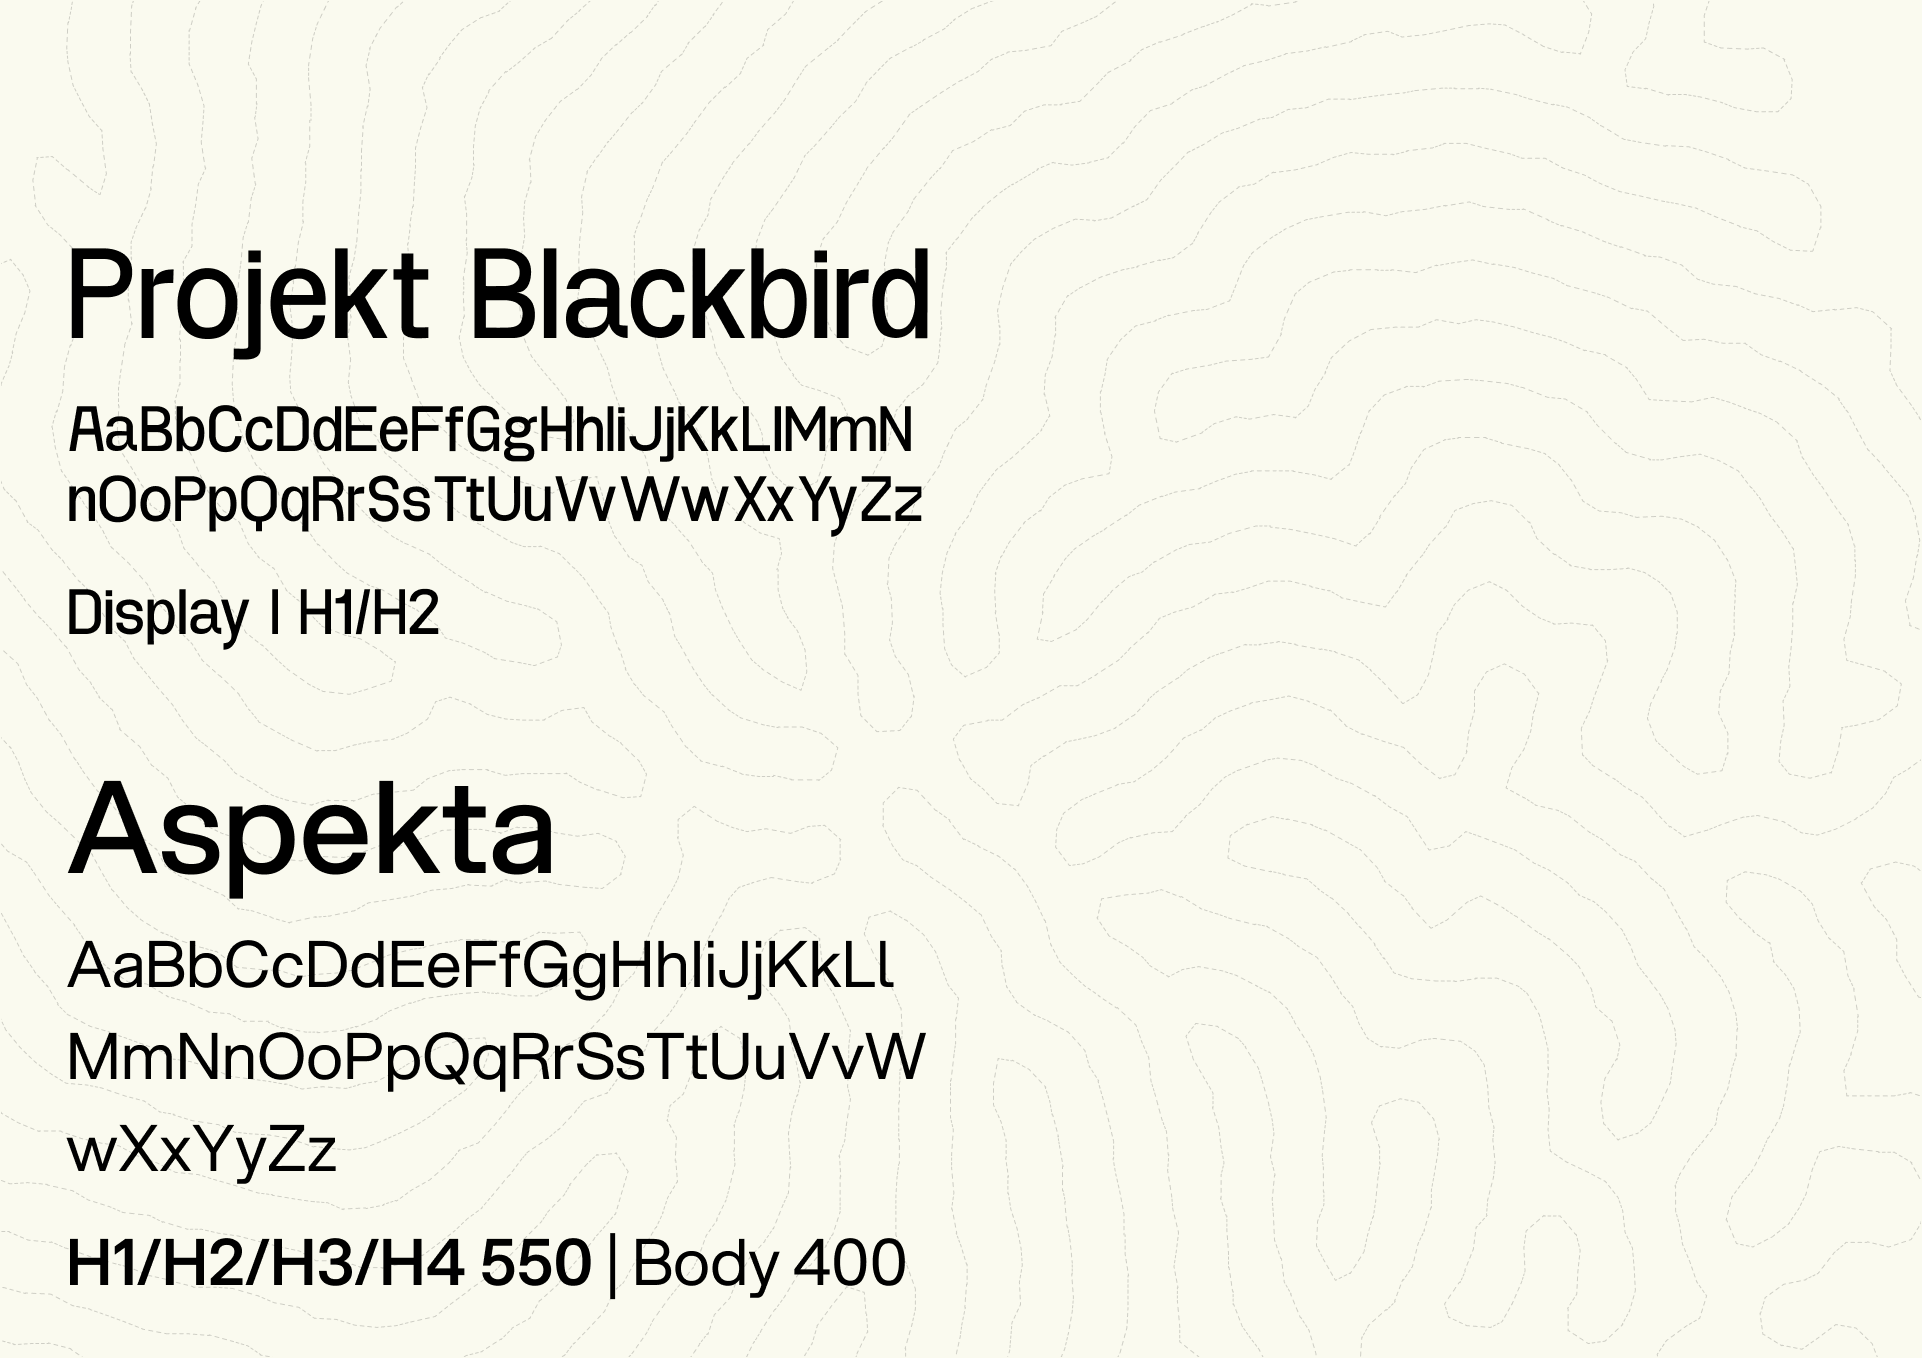 Projekt Blackbird
AaBbCcDdEeFfGgHhIiJjKkLlMmN
nOoPpQqRrSsTtUuVvWwXxYyZz
Display | H1/H2
Aspekta
AaBbCcDdEeFfGgHhIiJjKkLl
MmNnOoPpQqRrSsTtUuVvW
wXxYyZz
H1/H2/H3/H4 550 | Body 400